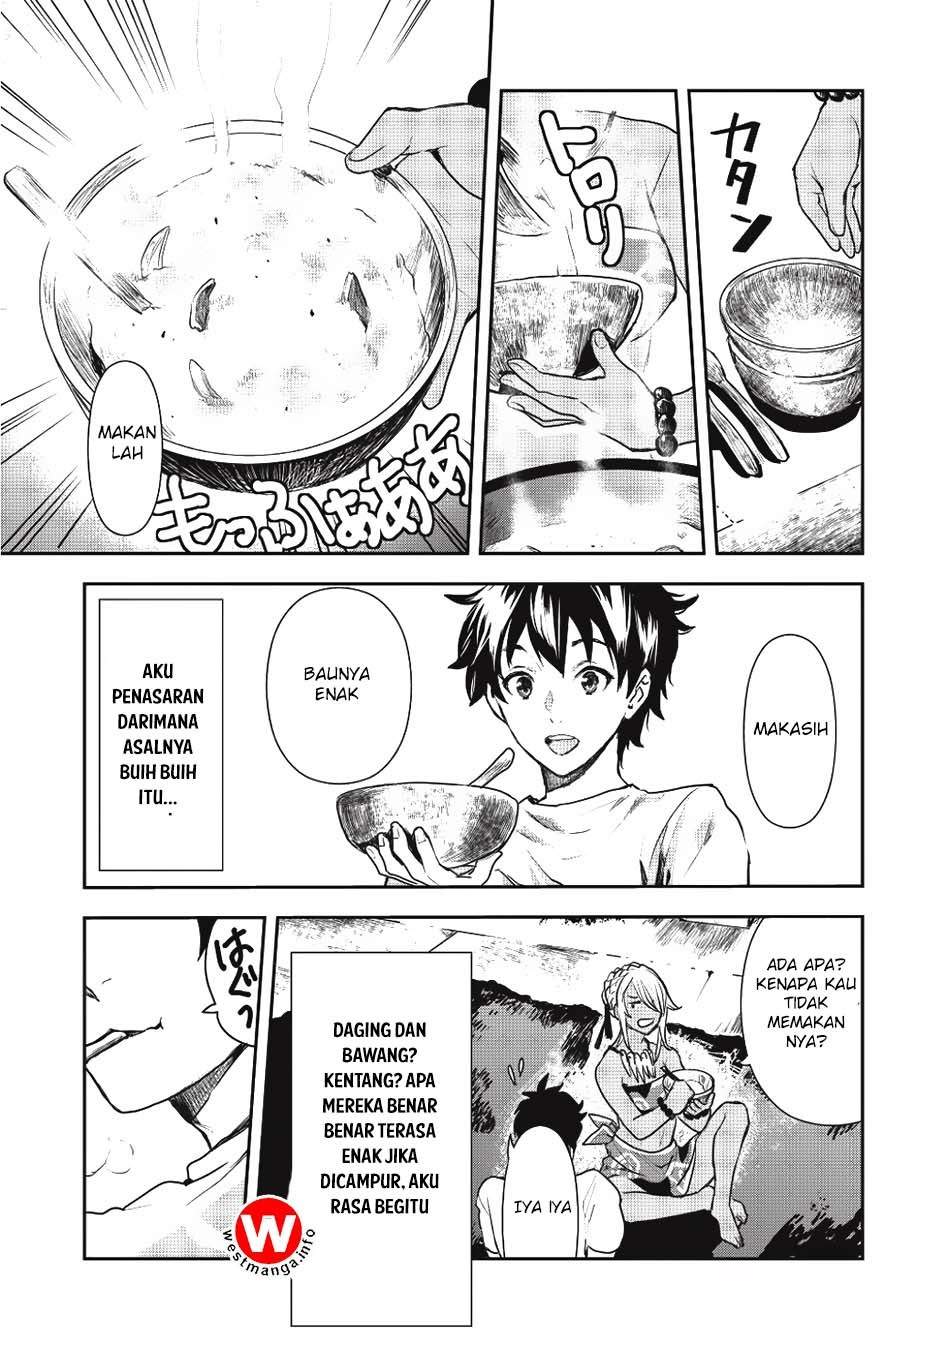 カタン
トロリ
MAKAN
LAH
もっふはぁああ
MAKASIH
BAUNYA
ENAK
AKU
PENASARAN
DARIMANA
ASALNYA
BUIH BUIH
ITU...
ADA APA?
KENAPA KAU
TIDAK
MEMAKAN
NYA?
IYA IYA
DAGING DAN
BAWANG?
KENTANG? APA
MEREKA BENAR
BENAR TERASA
ENAK JIKA
DICAMPUR, AKU
RASA BEGITU
はぐっ
W
westmanga.info